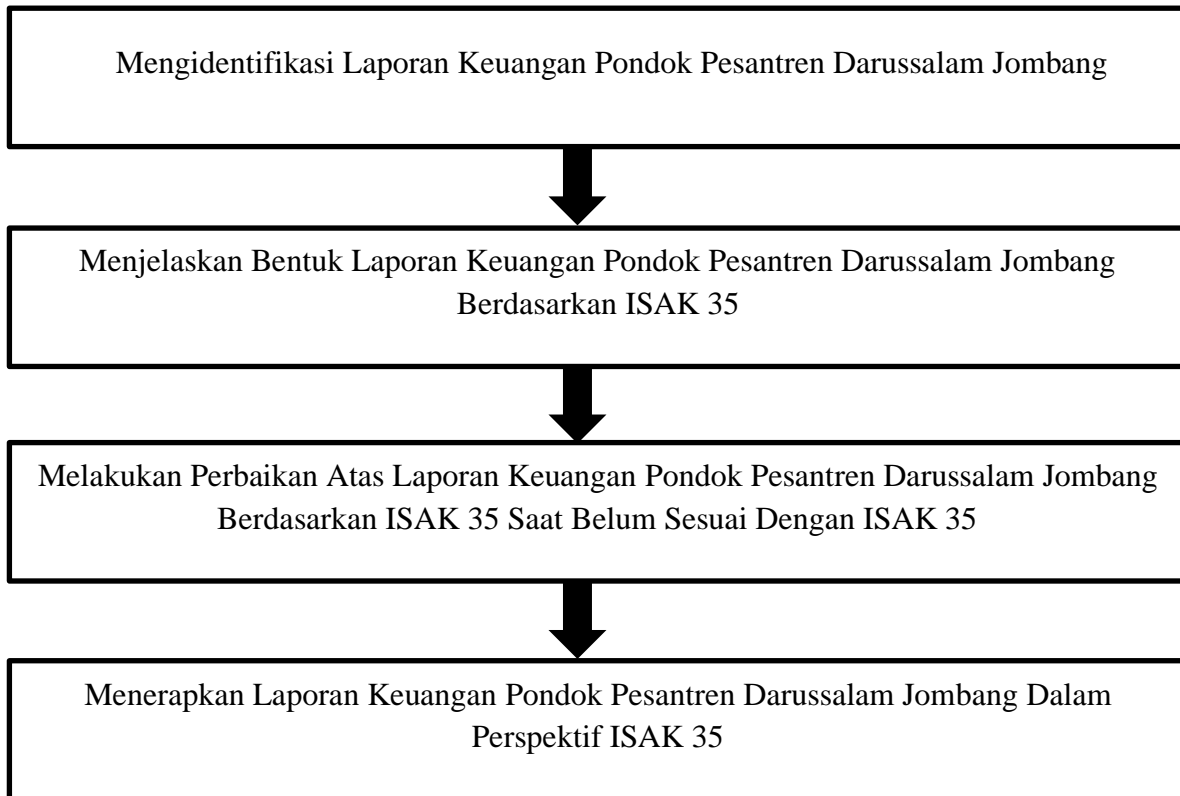 Mengidentifikasi Laporan Keuangan Pondok Pesantren Darussalam Jombang
Menjelaskan Bentuk Laporan Keuangan Pondok Pesantren Darussalam Jombang
Berdasarkan ISAK 35
Melakukan Perbaikan Atas Laporan Keuangan Pondok Pesantren Darussalam Jombang
Berdasarkan ISAK 35 Saat Belum Sesuai Dengan ISAK 35
Menerapkan Laporan Keuangan Pondok Pesantren Darussalam Jombang Dalam
Perspektif ISAK 35